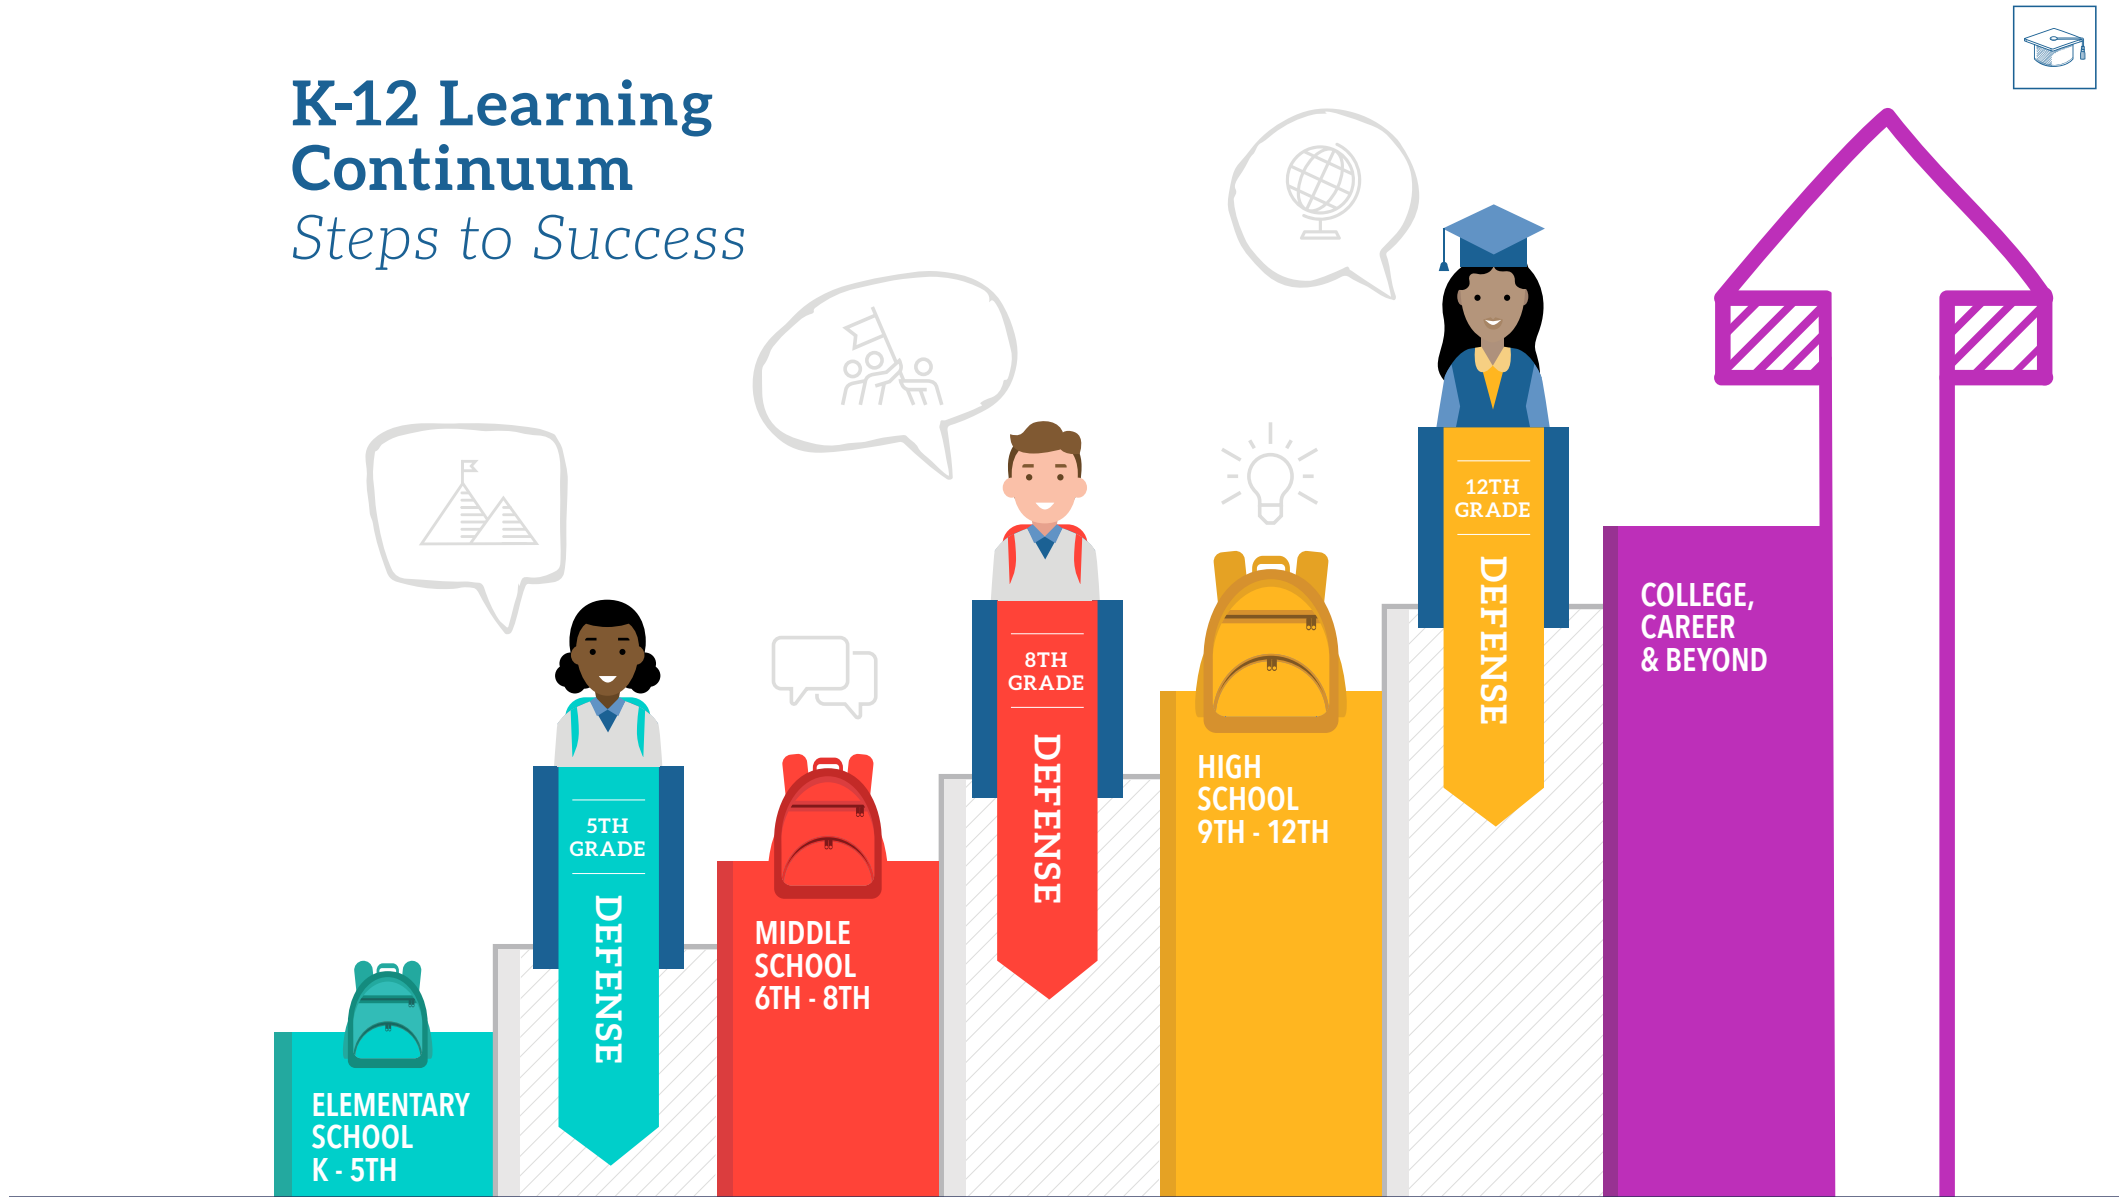 K-12 Learning
Continuum
Steps to Success
ELEMENTARY
SCHOOL
K - 5TH
5TH
GRADE
DEFENSE
MIDDLE
SCHOOL
6TH - 8TH
8TH
GRADE
DEFENSE
HIGH
SCHOOL
9TH - 12TH
12TH
GRADE
DEFENSE
COLLEGE,
CAREER
& BEYOND